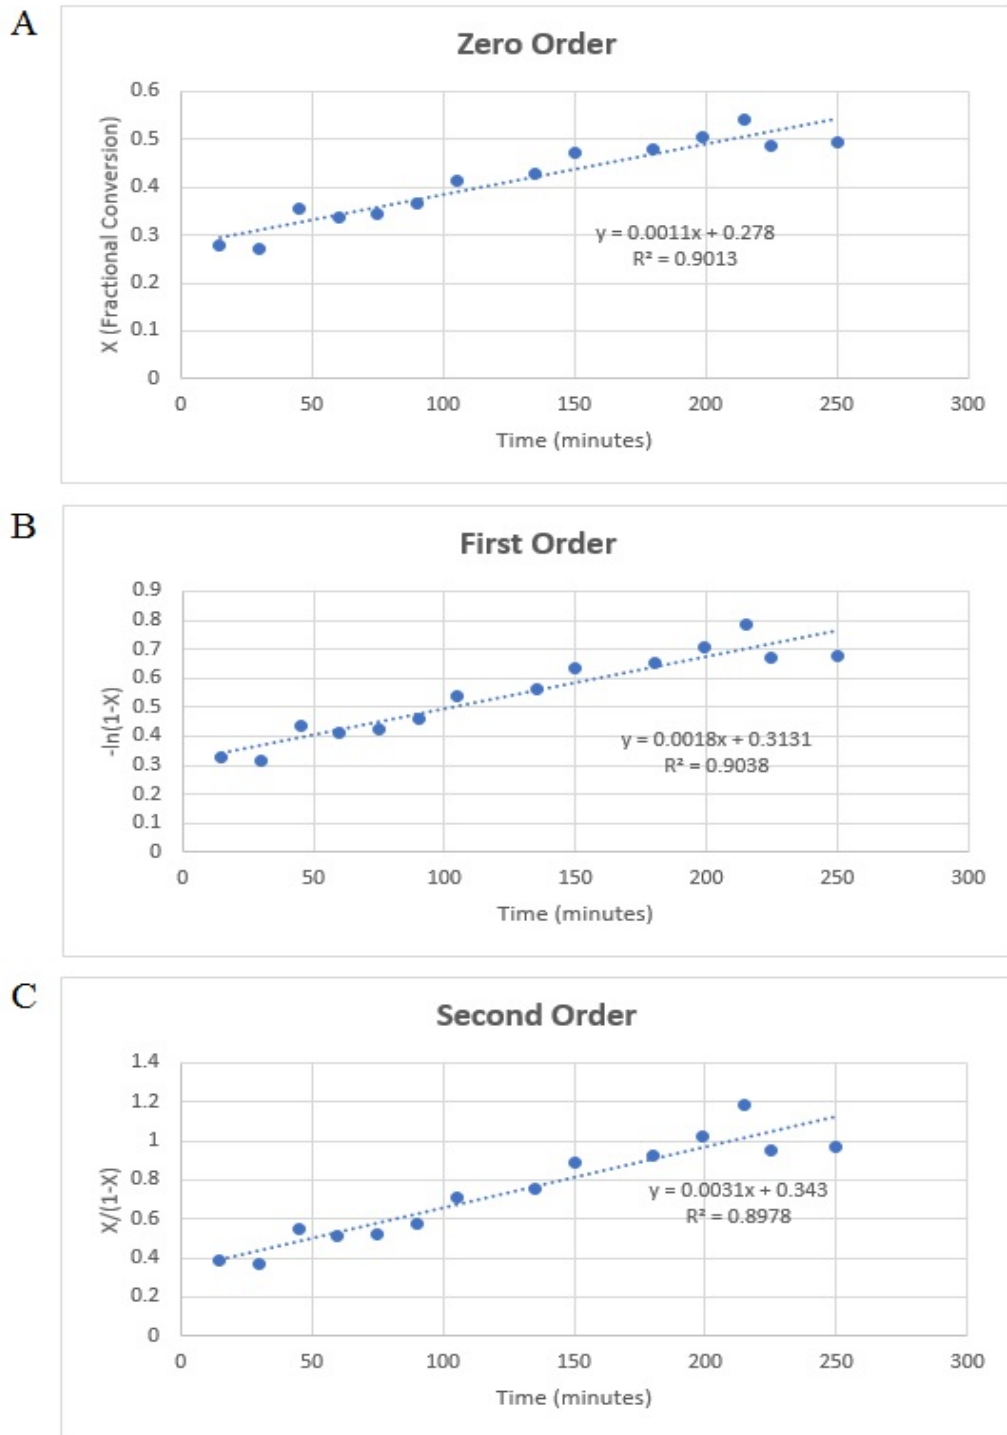 A
Zero Order
0.6
0.5
0.4
0.3
0.2
0.1
0
X (Fractional Conversion)
y = 0.0011x + 0.278
R² = 0.9013
0 50 100 150 200 250 300
Time (minutes)
B
First Order
0.9
0.8
0.7
0.6
0.5
0.4
0.3
0.2
0.1
0
-ln(1-X)
y = 0.0018x + 0.3131
R² = 0.9038
0 50 100 150 200 250 300
Time (minutes)
C
Second Order
1.4
1.2
1
0.8
0.6
0.4
0.2
0
X/(1-X)
y = 0.0031x + 0.343
R² = 0.8978
0 50 100 150 200 250 300
Time (minutes)